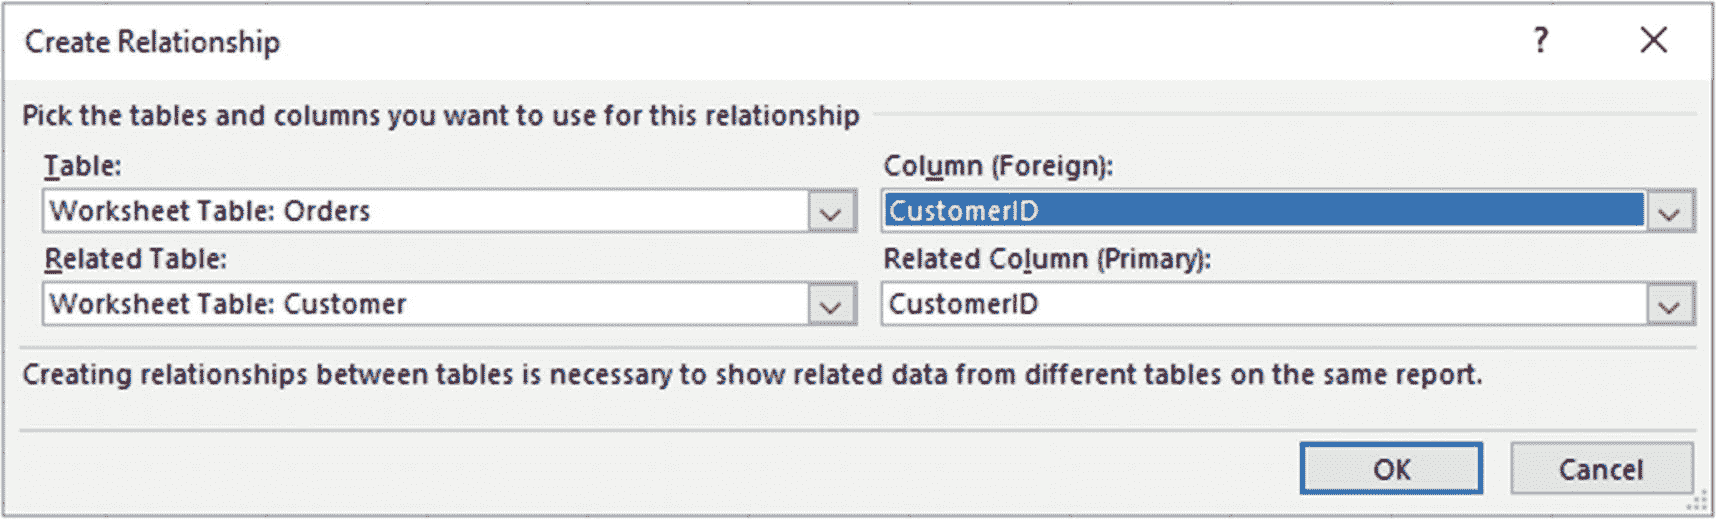 Create Relationship
?
Pick the tables and columns you want to use for this relationship
Table:
Column (Foreign):
Worksheet Table: Orders
CustomerID
Related Table:
Related Column (Primary):
Worksheet Table: Customer
CustomerID
Creating relationships between tables is necessary to show related data from different tables on the same report.
OK
Cancel